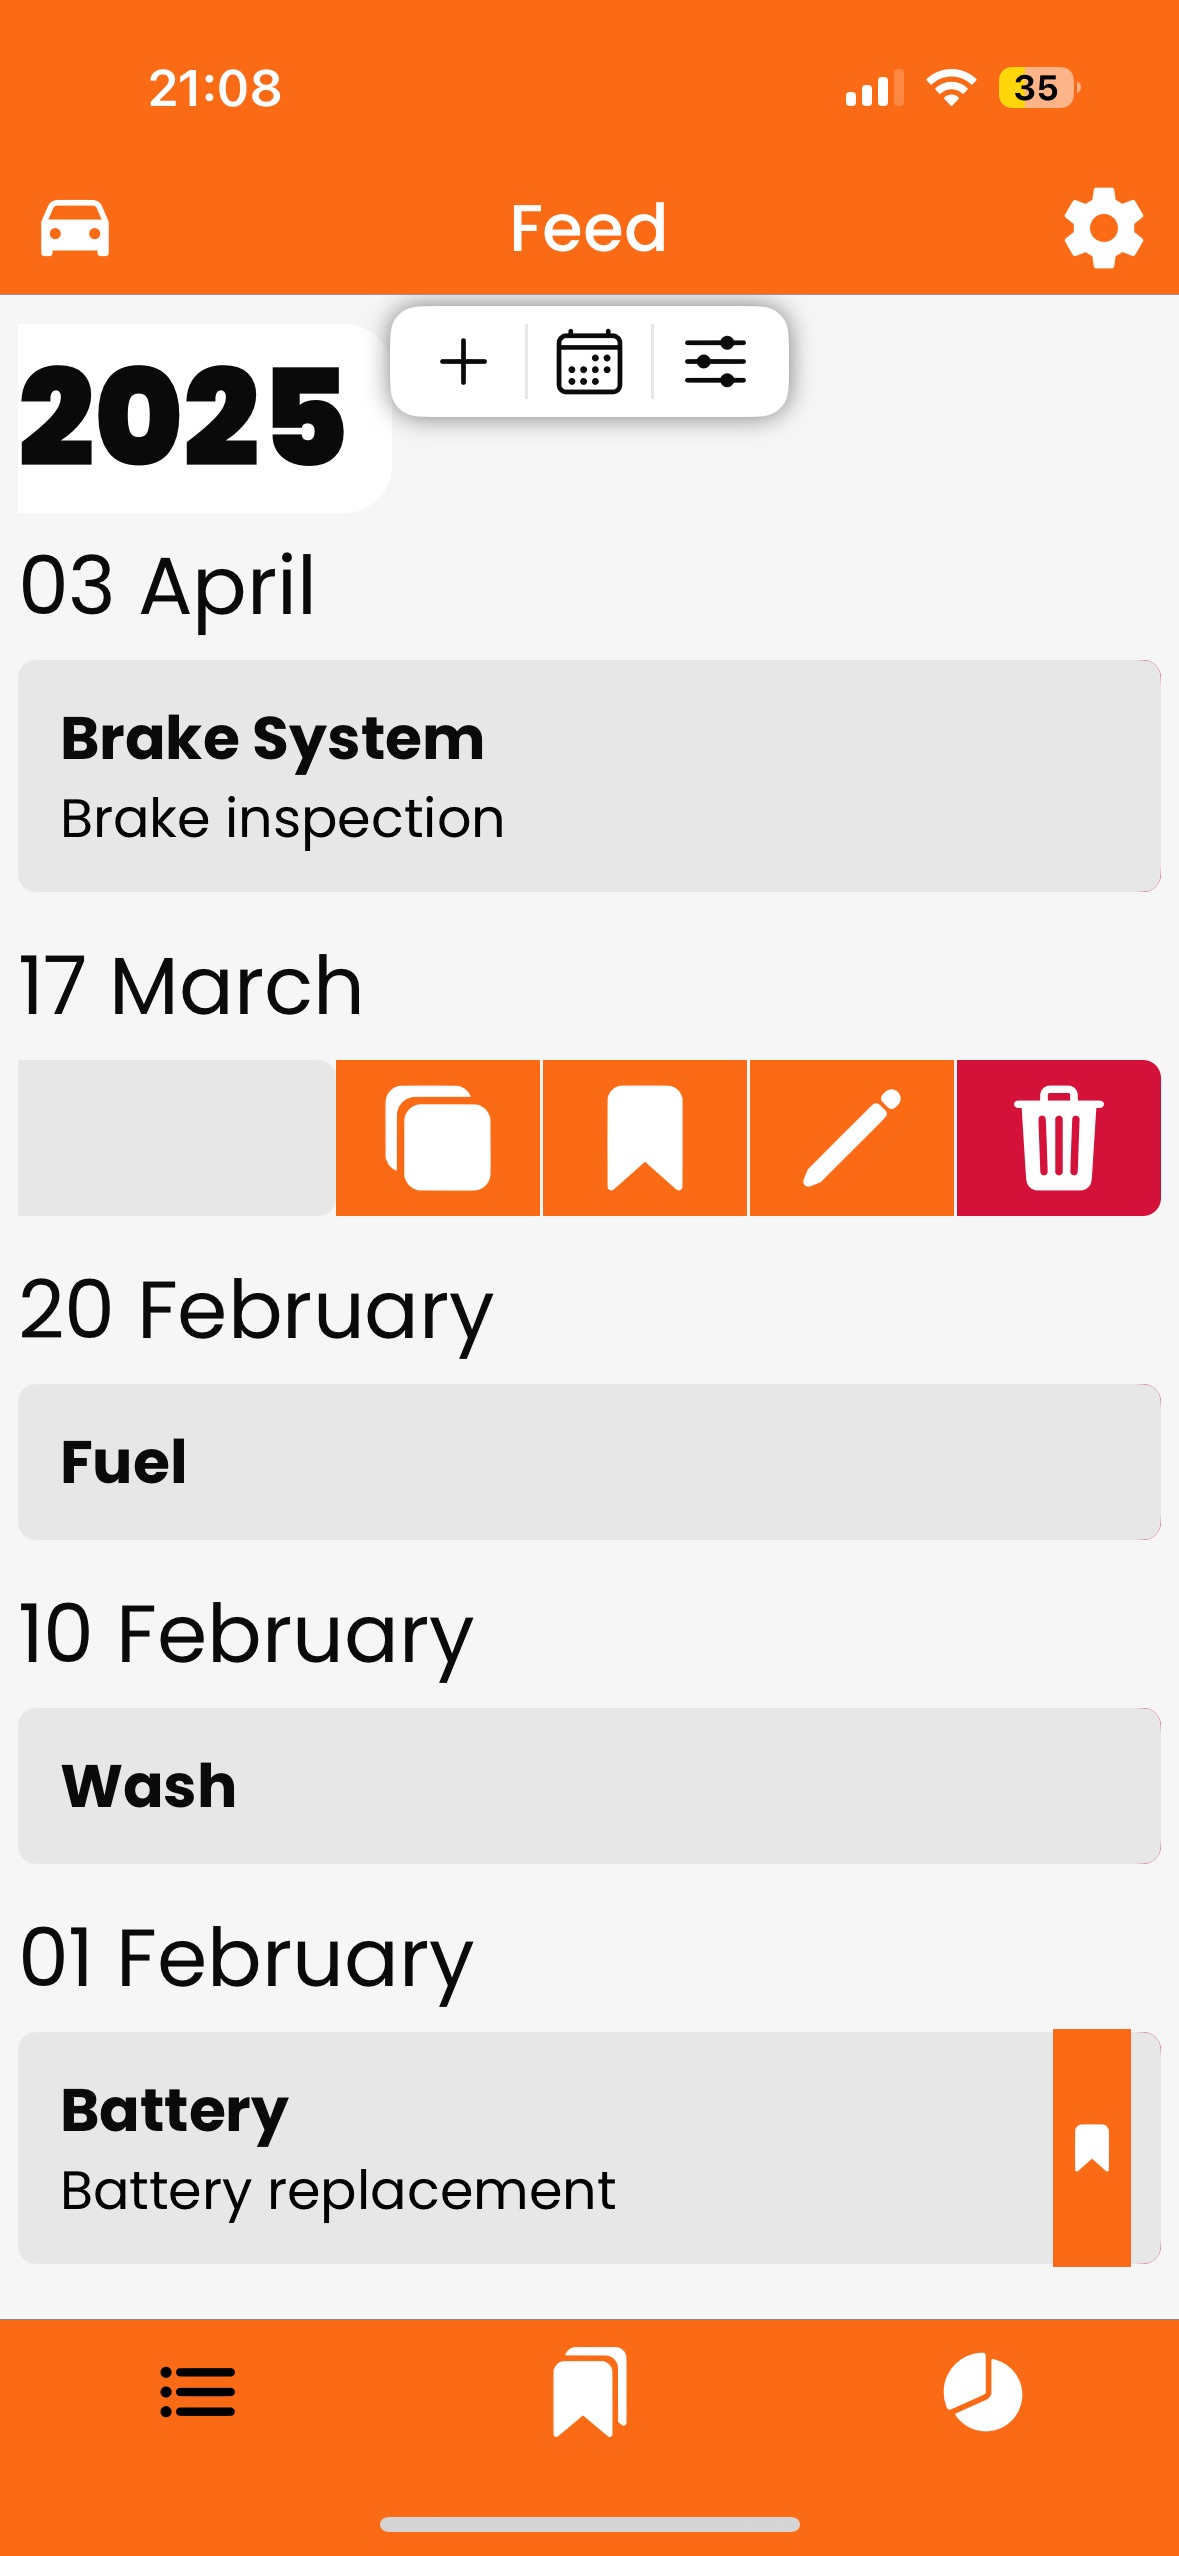 21:08
35
Feed
2025
03 April
Brake System
Brake inspection
17 March
20 February
Fuel
10 February
Wash
01 February
Battery
Battery replacement